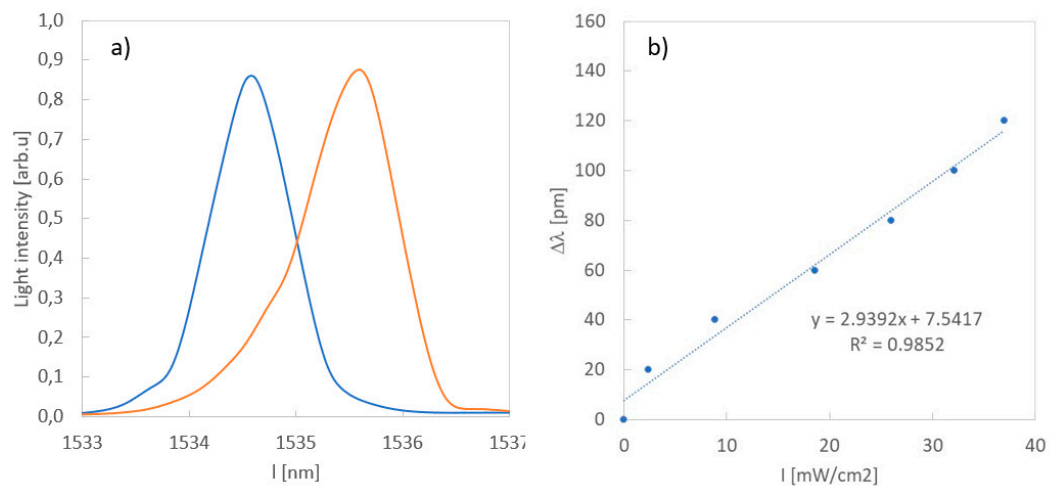 a)
Light intensity [arb.u]
1,0
0,9
0,8
0,7
0,6
0,5
0,4
0,3
0,2
0,1
0,0
1533 1534 1535 1536 1537
l [nm]
b)
Δλ [pm]
160
140
120
100
80
60
40
20
0
y = 2.9392x + 7.5417
R² = 0.9852
0 10 20 30 40
I [mW/cm2]